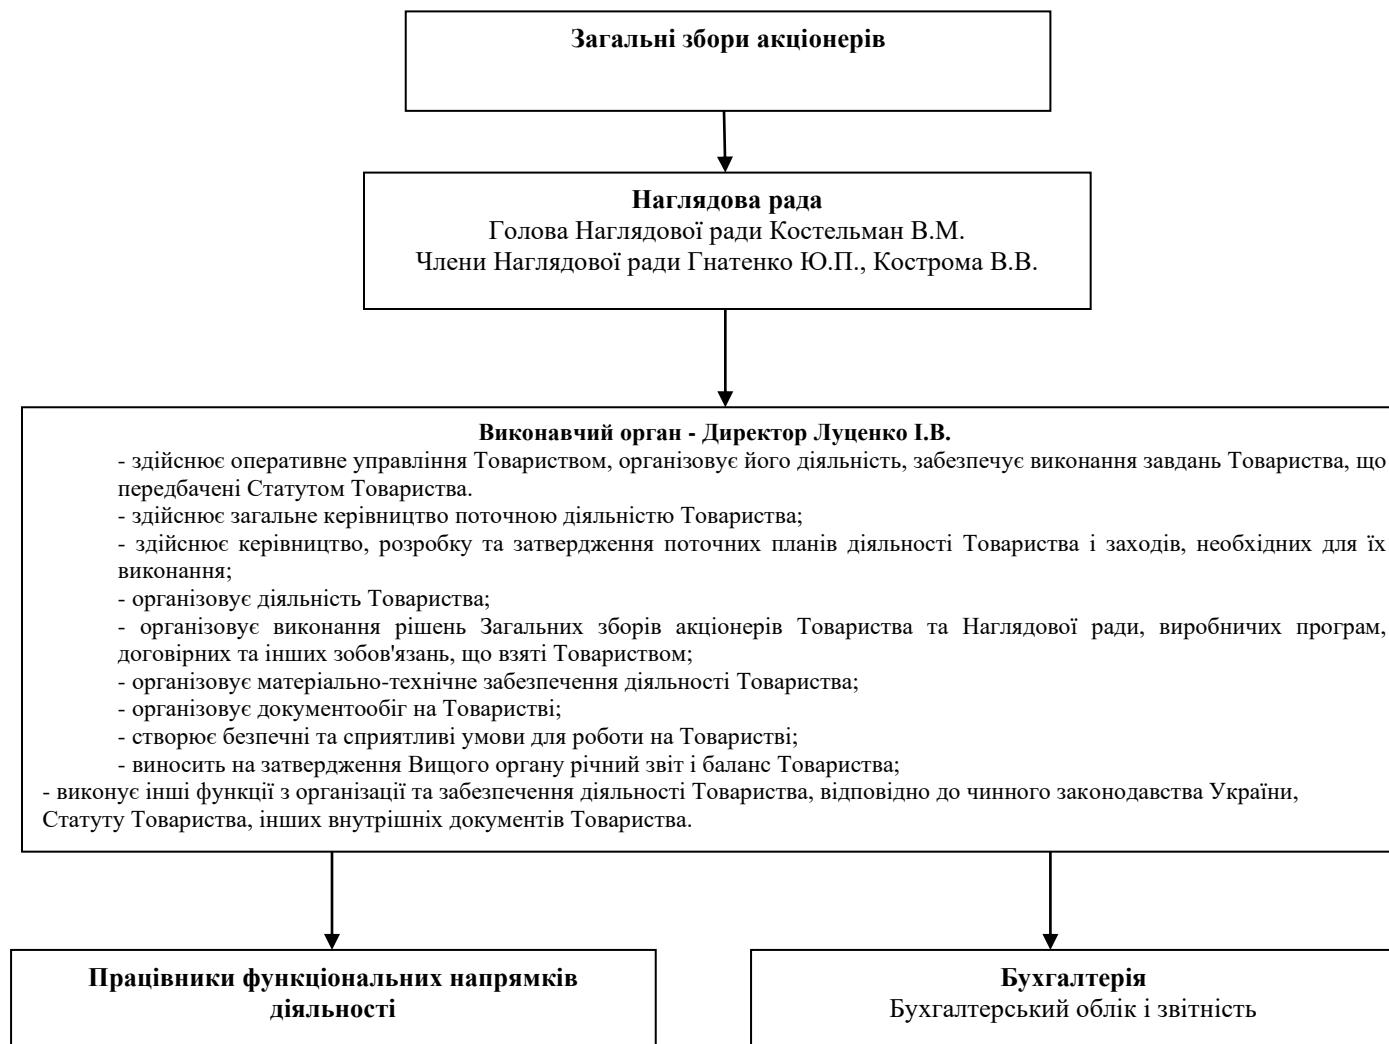 Загальні збори акціонерів
Наглядова рада
Голова Наглядової ради Костельман В.М.
Члени Наглядової ради Гнатенко Ю.П., Кострома В.В.
Виконавчий орган - Директор Луценко І.В.
- здійснює оперативне управління Товариством, організовує його діяльність, забезпечує виконання завдань Товариства, що
передбачені Статутом Товариства.
- здійснює загальне керівництво поточною діяльністю Товариства;
- здійснює керівництво, розробку та затвердження поточних планів діяльності Товариства і заходів, необхідних для їх
виконання;
- організовує діяльність Товариства;
- організовує виконання рішень Загальних зборів акціонерів Товариства та Наглядової ради, виробничих програм,
договірних та інших зобов'язань, що взяті Товариством;
- організовує матеріально-технічне забезпечення діяльності Товариства;
- організовує документообіг на Товаристві;
- створює безпечні та сприятливі умови для роботи на Товаристві;
- виносить на затвердження Вищого органу річний звіт і баланс Товариства;
- виконує інші функції з організації та забезпечення діяльності Товариства, відповідно до чинного законодавства України,
Статуту Товариства, інших внутрішніх документів Товариства.
Працівники функціональних напрямків
діяльності
Бухгалтерія
Бухгалтерський облік і звітність